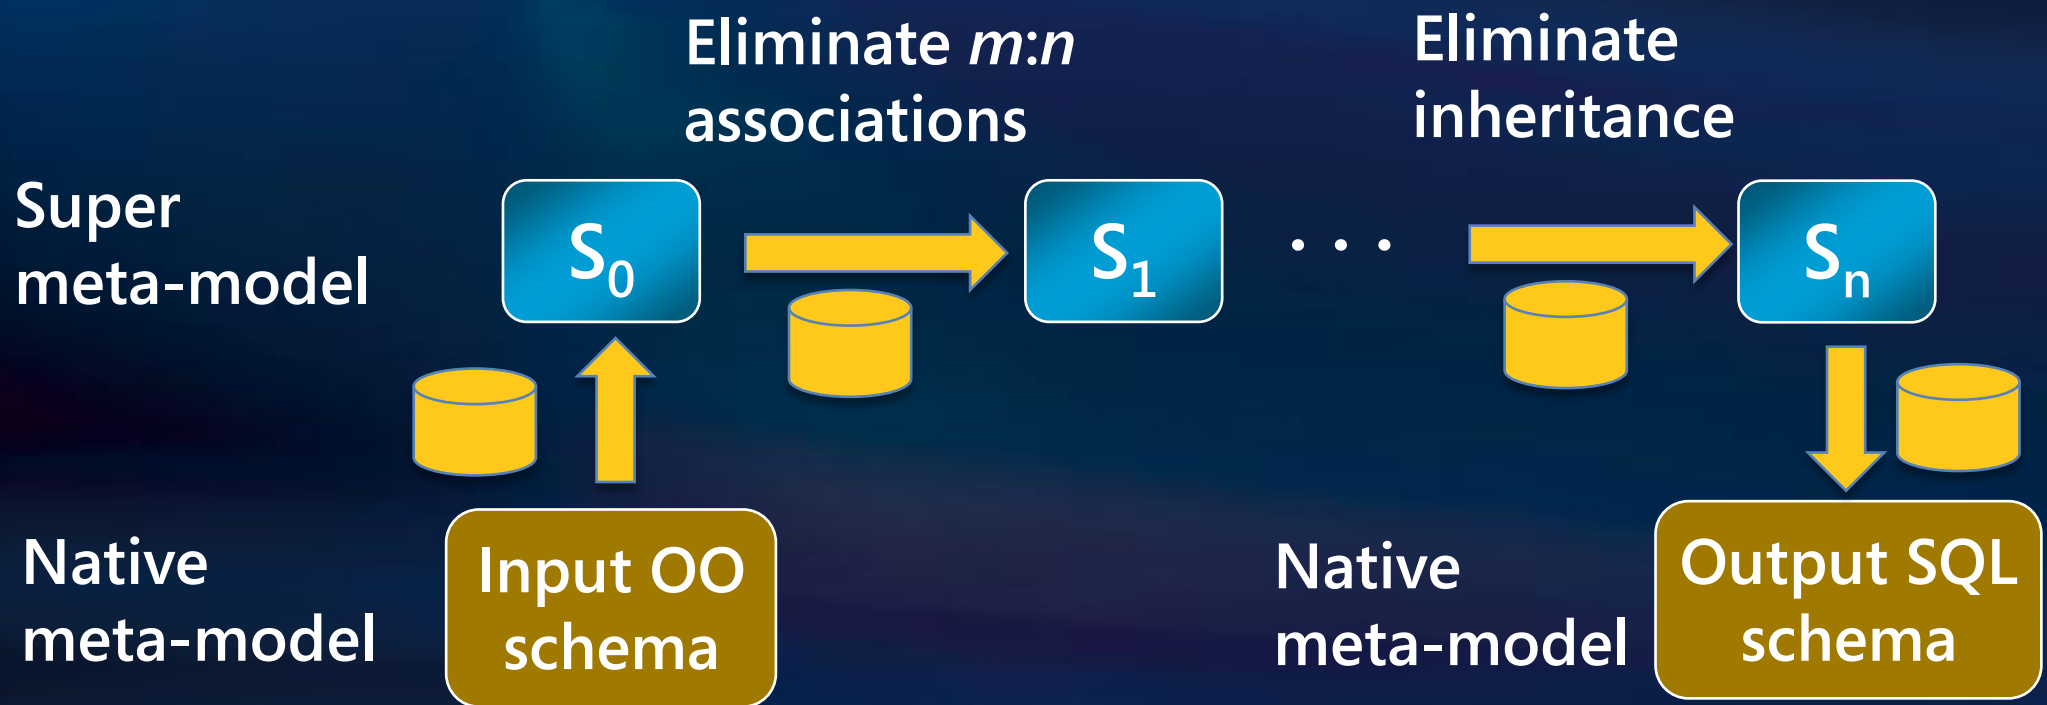 Eliminate m:n
associations
Eliminate
inheritance
Super
meta-model
S₀
S₁
. . .
Sₙ
Native
meta-model
Input OO
schema
Native
meta-model
Output SQL
schema